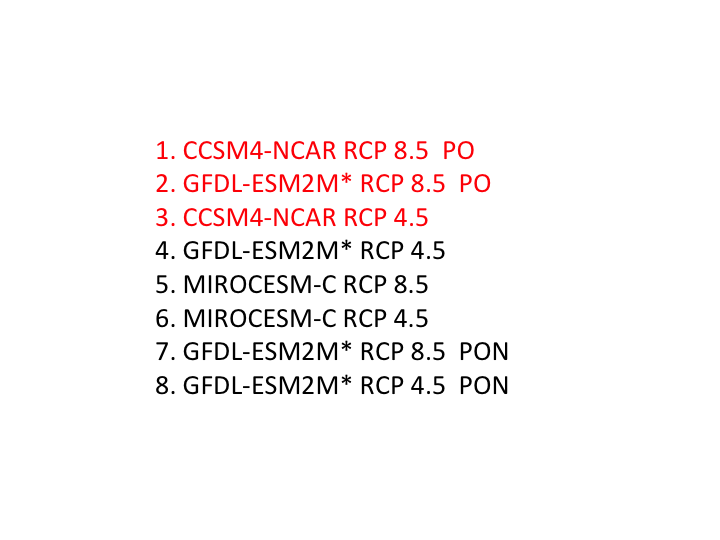 1. CCSM4-NCAR RCP 8.5  PO
2. GFDL-ESM2M* RCP 8.5  PO
3. CCSM4-NCAR RCP 4.5
4. GFDL-ESM2M* RCP 4.5
5. MIROCESM-C RCP 8.5
6. MIROCESM-C RCP 4.5
7. GFDL-ESM2M* RCP 8.5  PON
8. GFDL-ESM2M* RCP 4.5  PON